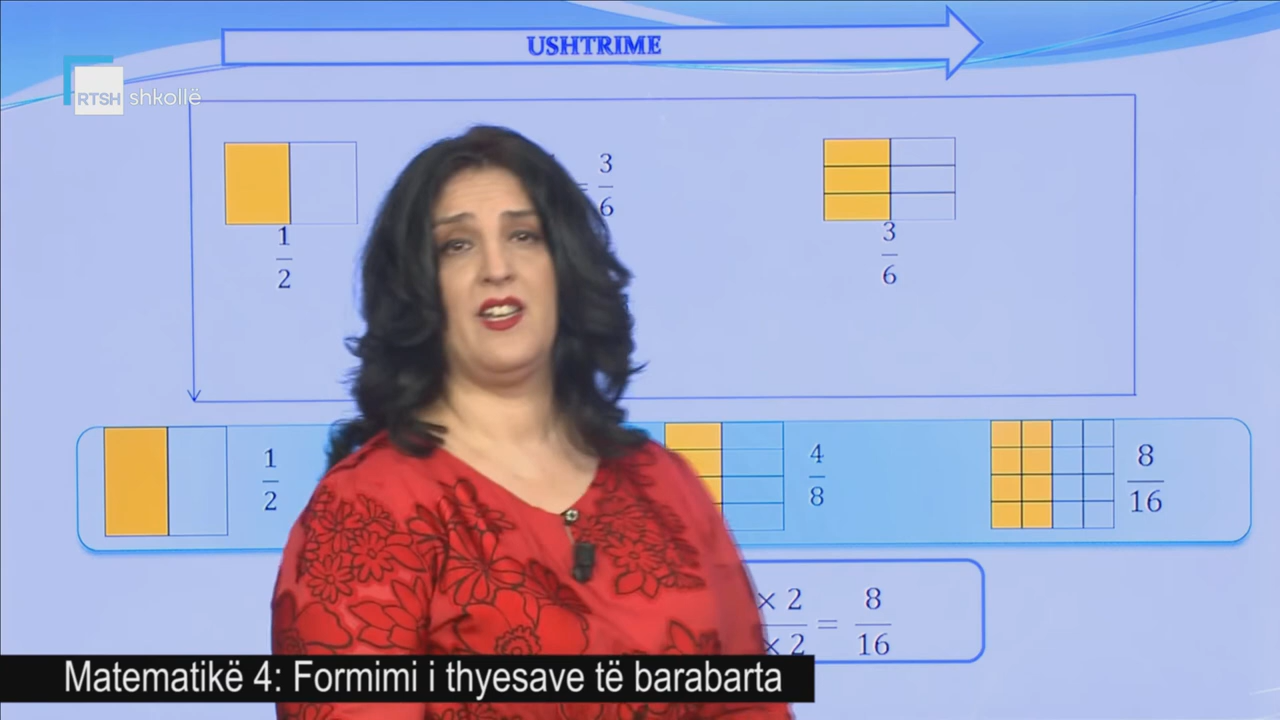 USHTRIME
RTSH shkollë
= 3/6
1/2
3/6
1/2
4/8
8/16
× 2 / × 2 = 8/16
Matematikë 4: Formimi i thyesave të barabarta